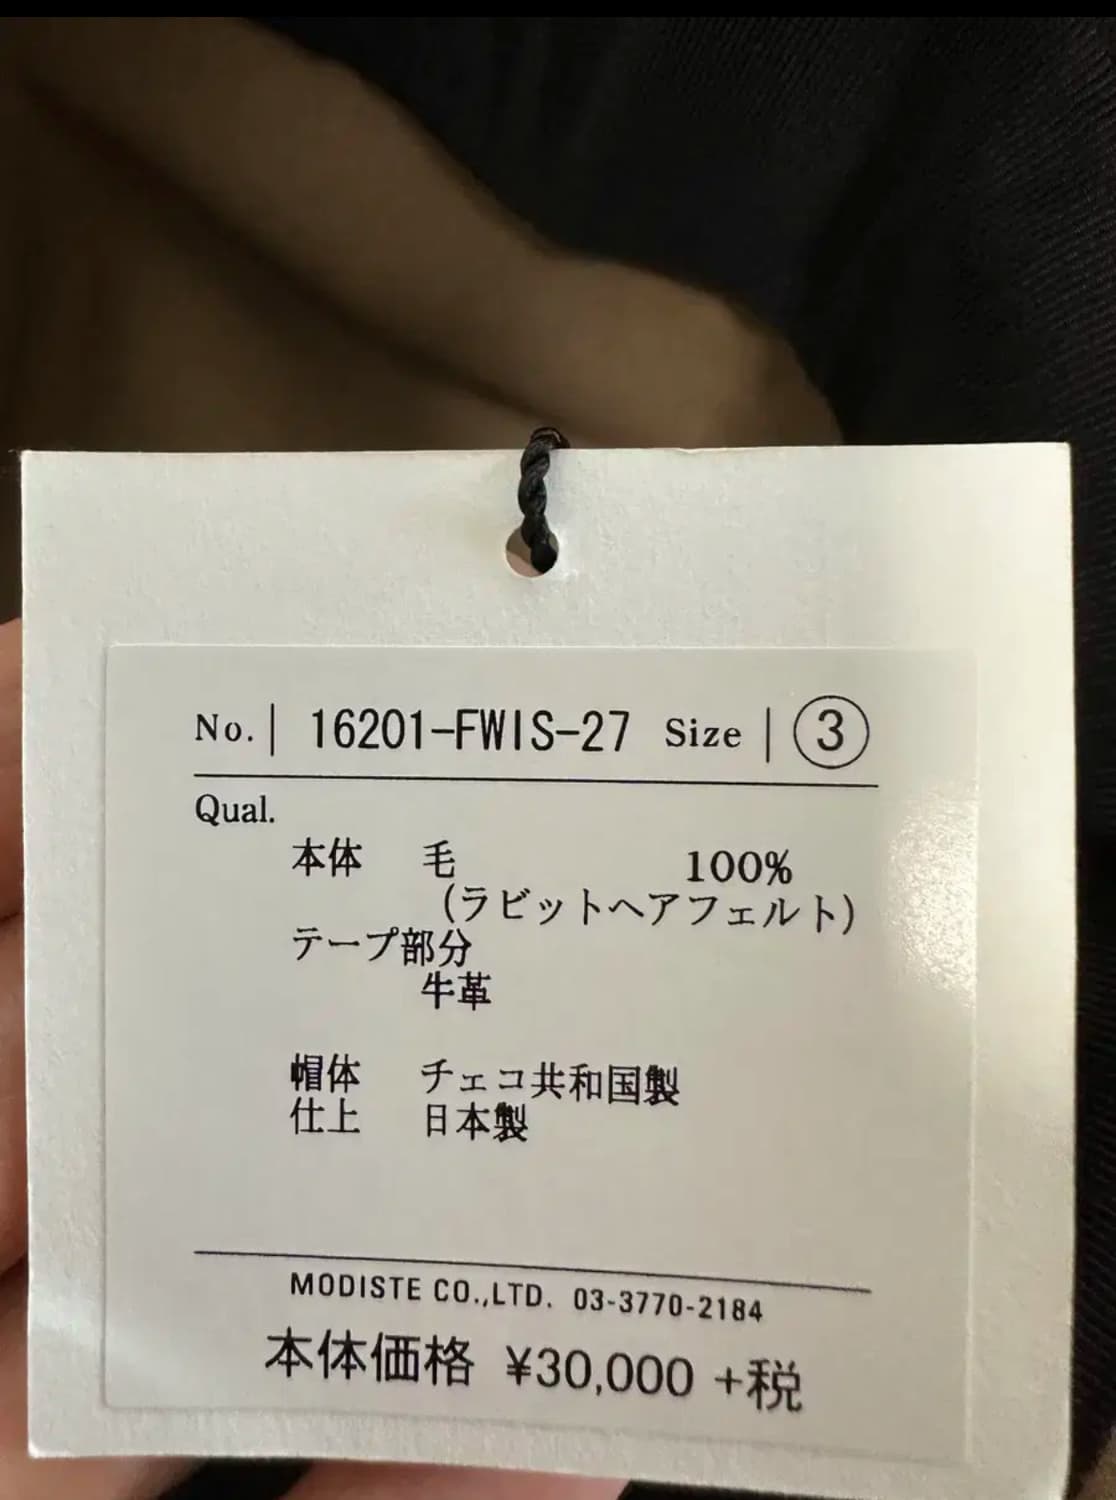 No. | 16201-FWIS-27 Size | ③
Qual.
本体 毛 100%
(ラビットヘアフェルト)
テープ部分
牛革
帽体 チェコ共和国製
仕上 日本製
MODISTE CO.,LTD. 03-3770-2184
本体価格 ¥30,000 +税